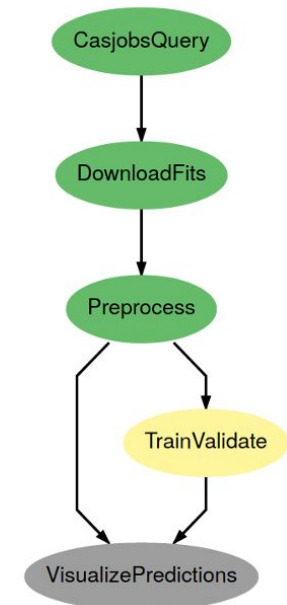 CasjobsQuery
DownloadFits
Preprocess
TrainValidate
VisualizePredictions